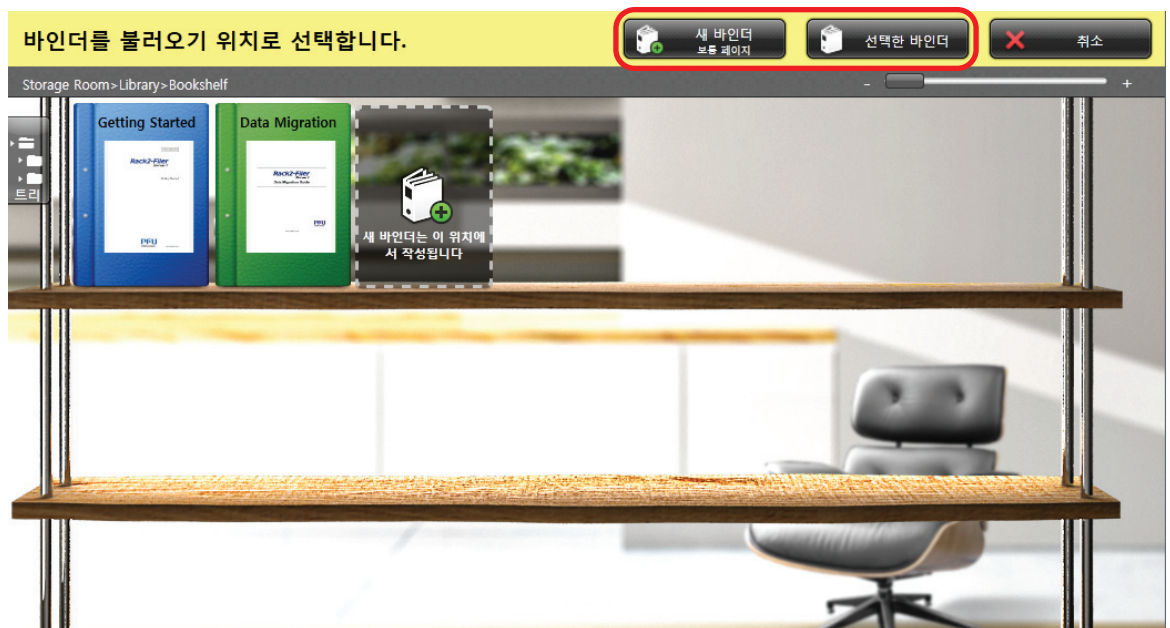 바인더를 불러오기 위치로 선택합니다.
새 바인더
보통 페이지
선택한 바인더
취소
Storage Room>Library>Bookshelf
- +
트리
Getting Started
Rack2-Filer
PFU
Data Migration
Rack2-Filer
Data Migration Guide
PFU
새 바인더는 이 위치에
서 작성됩니다